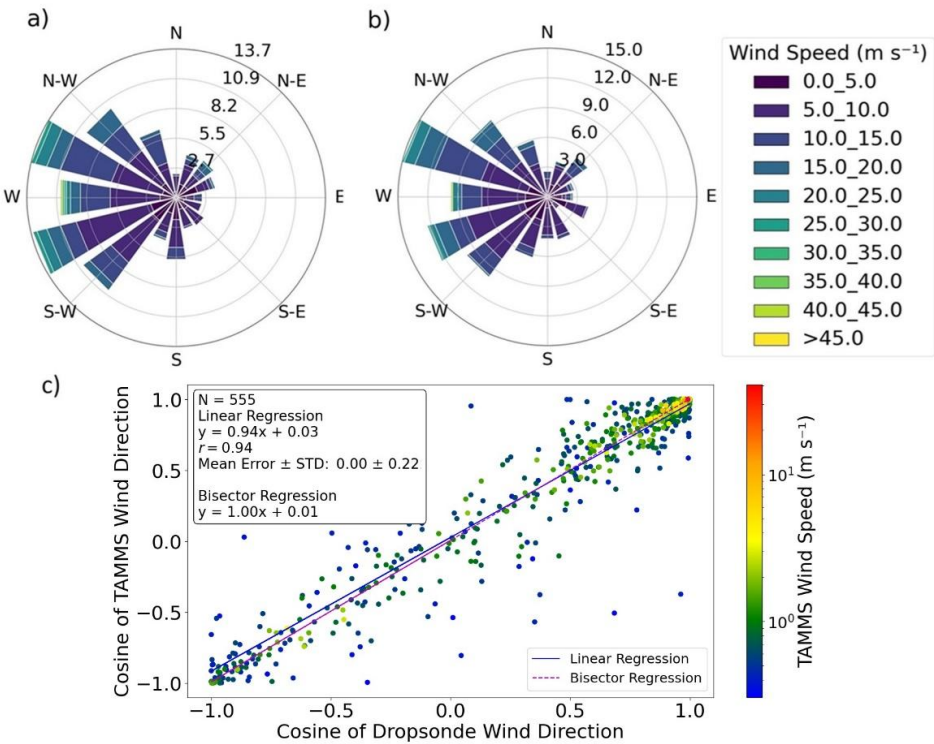 a)
N
N-E
E
S-E
S
S-W
W
N-W
2.7
5.5
8.2
10.9
13.7
b)
N
N-E
E
S-E
S
S-W
W
N-W
3.0
6.0
9.0
12.0
15.0
Wind Speed (m s⁻¹)
0.0_5.0
5.0_10.0
10.0_15.0
15.0_20.0
20.0_25.0
25.0_30.0
30.0_35.0
35.0_40.0
40.0_45.0
>45.0
c)
N = 555
Linear Regression
y = 0.94x + 0.03
r = 0.94
Mean Error ± STD: 0.00 ± 0.22
Bisector Regression
y = 1.00x + 0.01
Cosine of TAMMS Wind Direction
1.0
0.5
0.0
−0.5
−1.0
−1.0
−0.5
0.0
0.5
1.0
Cosine of Dropsonde Wind Direction
Linear Regression
Bisector Regression
10¹
10⁰
TAMMS Wind Speed (m s⁻¹)